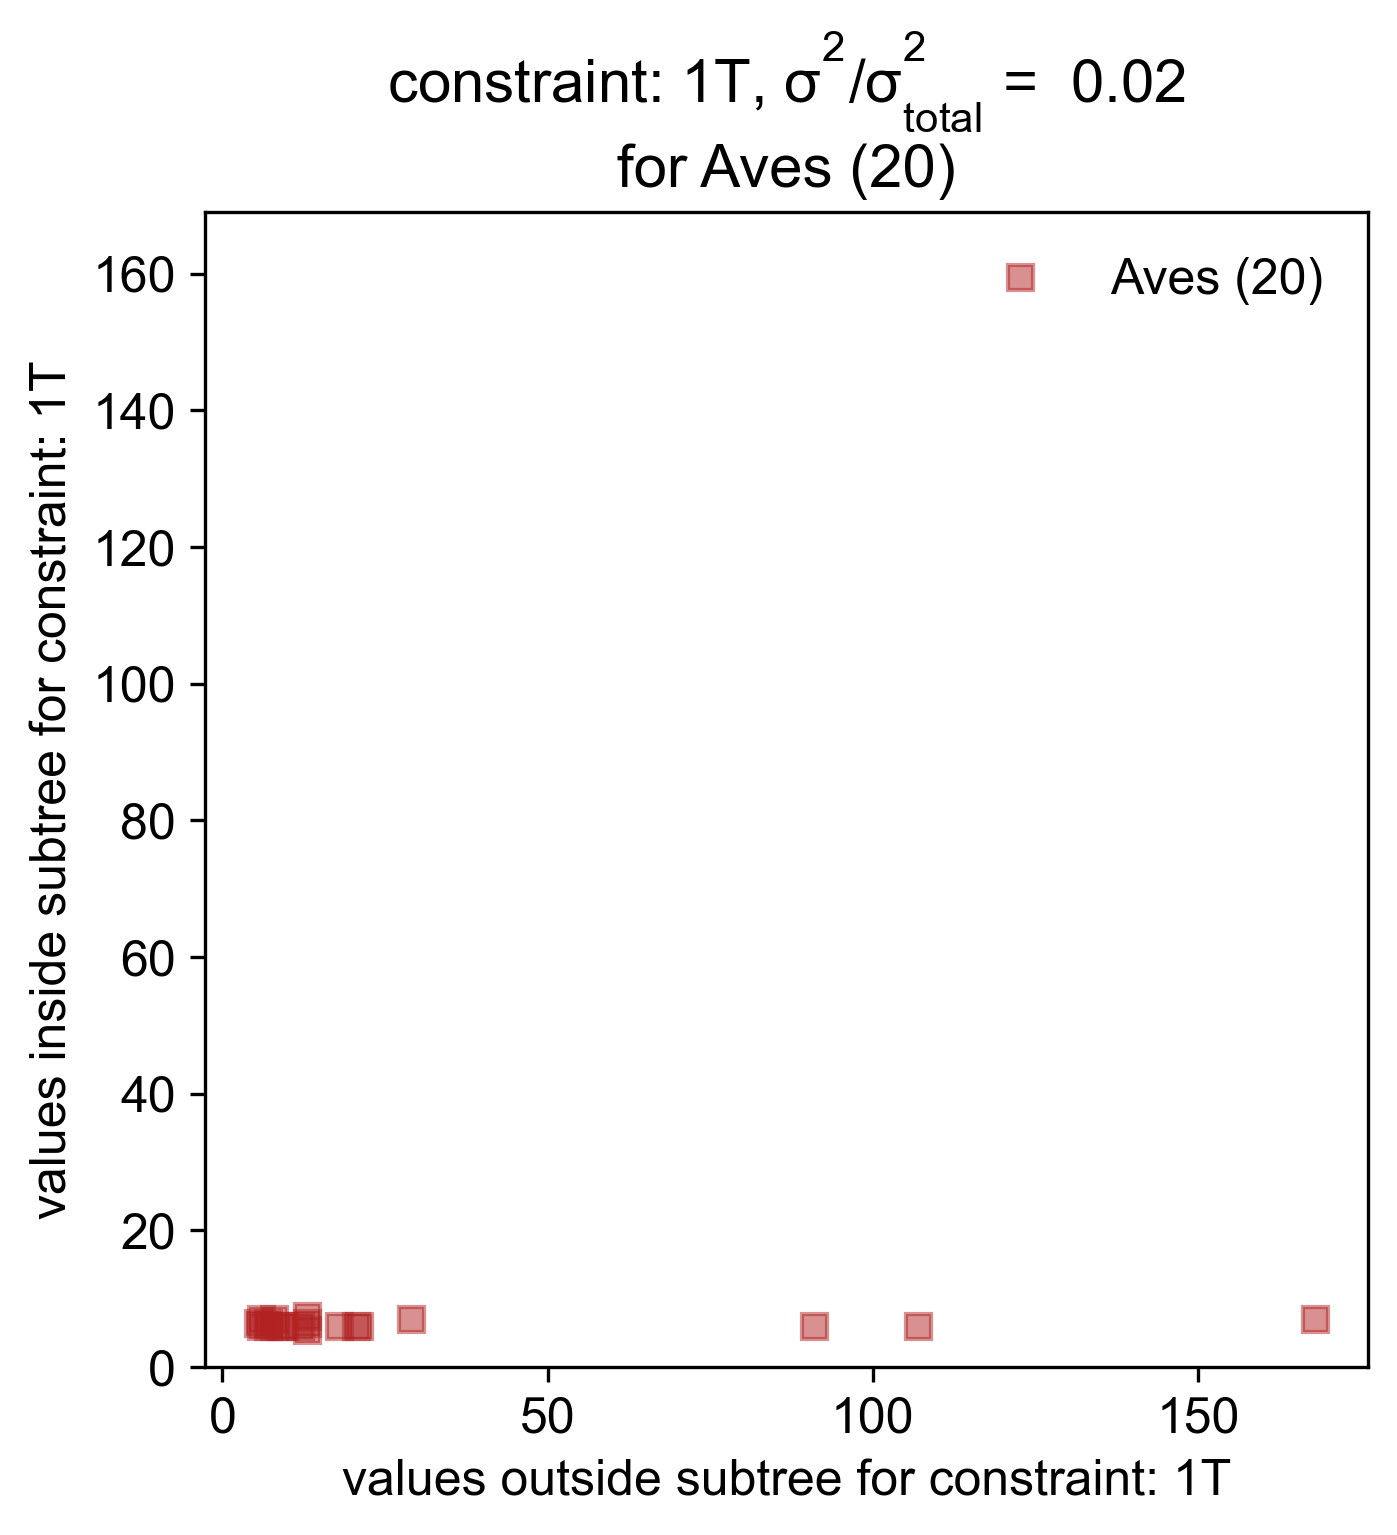 constraint: 1T, σ²/σ²total = 0.02
for Aves (20)
Aves (20)
values inside subtree for constraint: 1T
160
140
120
100
80
60
40
20
0
0 50 100 150
values outside subtree for constraint: 1T